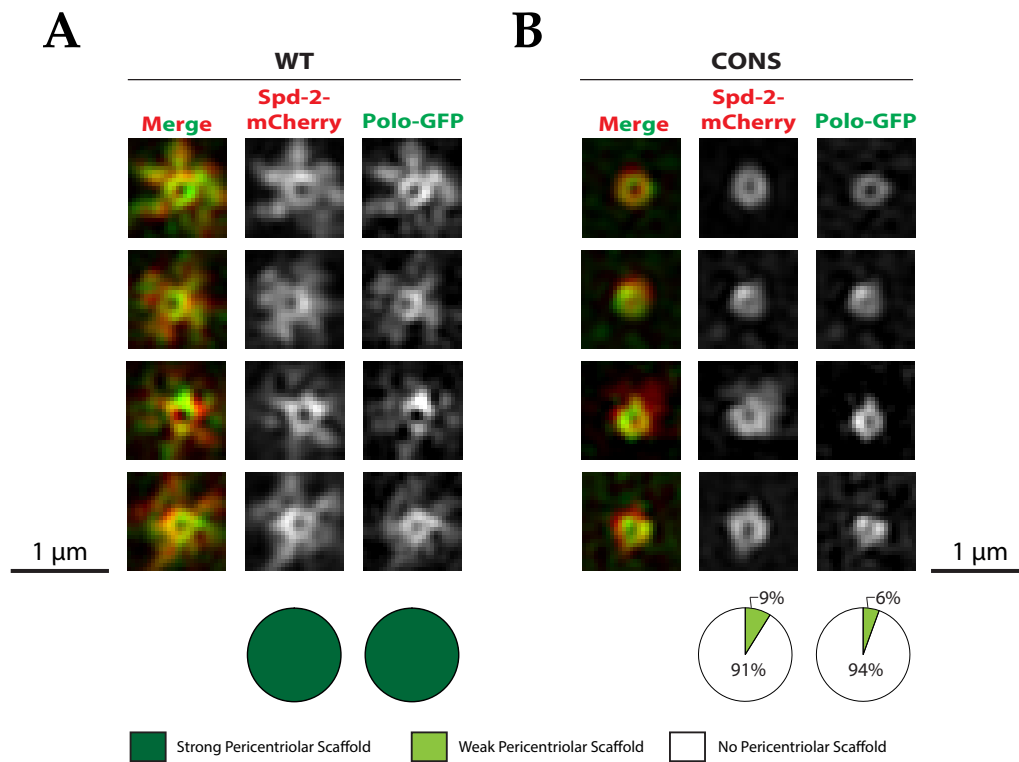 A
B
WT
CONS
Merge
Spd-2-
mCherry
Polo-GFP
Merge
Spd-2-
mCherry
Polo-GFP
1 µm
1 µm
9%
91%
6%
94%
Strong Pericentriolar Scaffold
Weak Pericentriolar Scaffold
No Pericentriolar Scaffold